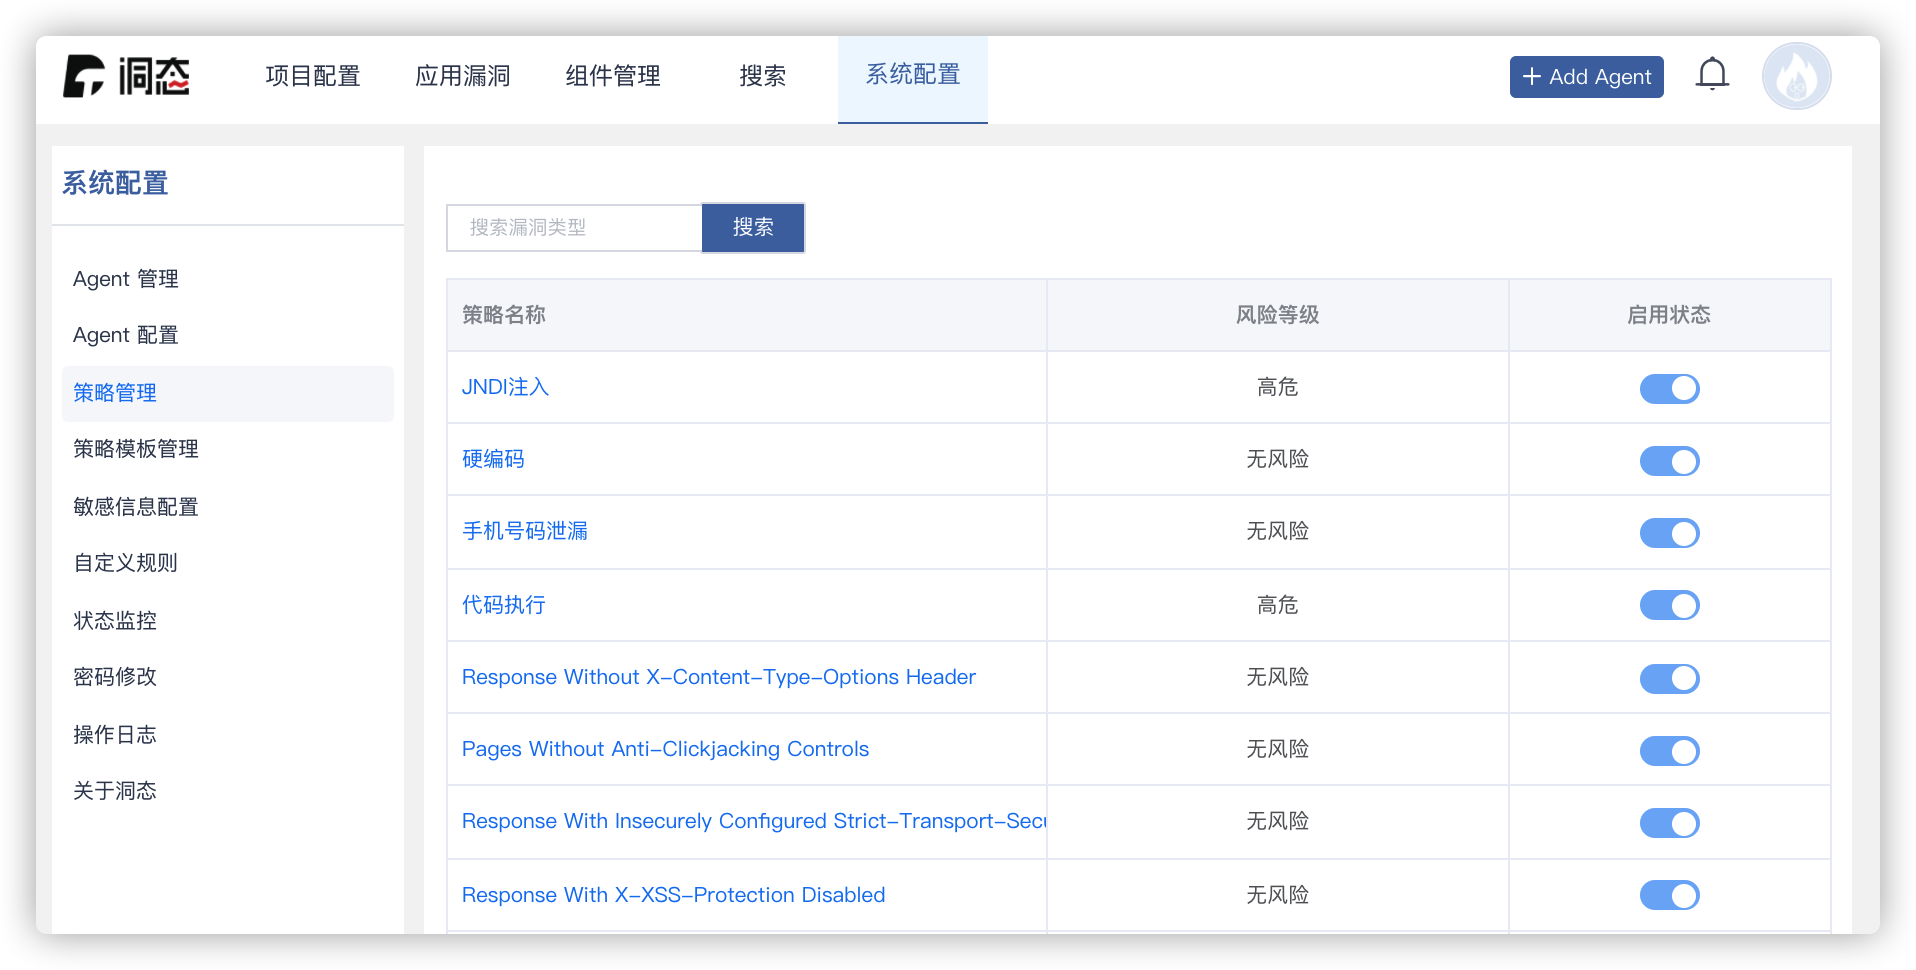 洞态
项目配置
应用漏洞
组件管理
搜索
系统配置
Add Agent
系统配置
Agent 管理
Agent 配置
策略管理
策略模板管理
敏感信息配置
自定义规则
状态监控
密码修改
操作日志
关于洞态
搜索漏洞类型
搜索
策略名称 风险等级 启用状态
JNDI注入 高危
硬编码 无风险
手机号码泄漏 无风险
代码执行 高危
Response Without X-Content-Type-Options Header 无风险
Pages Without Anti-Clickjacking Controls 无风险
Response With Insecurely Configured Strict-Transport-Secu 无风险
Response With X-XSS-Protection Disabled 无风险